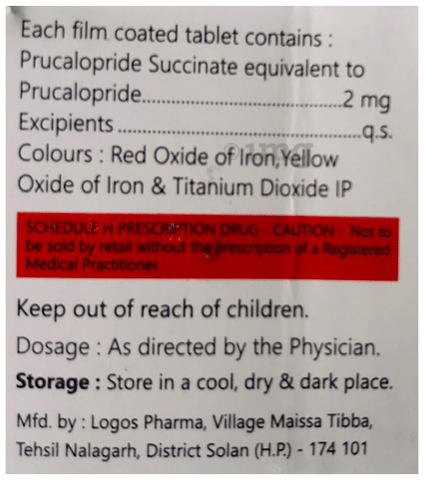 Each film coated tablet contains :
Prucalopride Succinate equivalent to
Prucalopride......................................2 mg
Excipients.............................................q.s.
Colours : Red Oxide of Iron,Yellow
Oxide of Iron & Titanium Dioxide IP
SCHEDULE H PRESCRIPTION DRUG - CAUTION : Not to
be sold by retail without the prescription of a Registered
Medical Practitioner
Keep out of reach of children.
Dosage : As directed by the Physician.
Storage : Store in a cool, dry & dark place.
Mfd. by : Logos Pharma, Village Maissa Tibba,
Tehsil Nalagarh, District Solan (H.P.) - 174 101